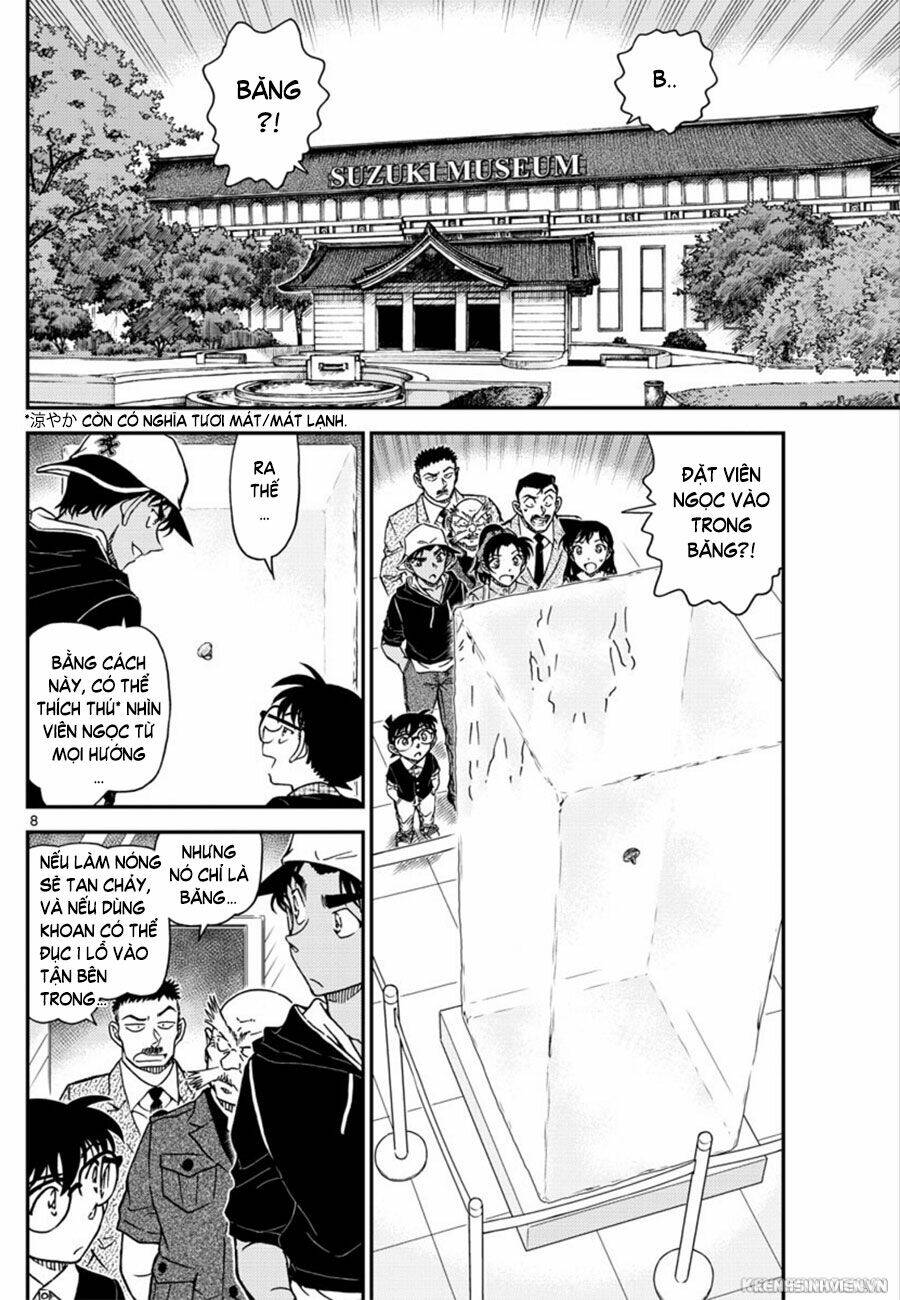 B..
BĂNG
?!
SUZUKI MUSEUM
*涼やか CÒN CÓ NGHĨA TƯƠI MÁT/MÁT LẠNH.
ĐẶT VIÊN
NGỌC VÀO
TRONG
BĂNG?!
RA
THẾ
...
BẰNG CÁCH
NÀY, CÓ THỂ
THÍCH THÚ* NHÌN
VIÊN NGỌC TỪ
MỌI HƯỚNG
...
8
NHƯNG
NÓ CHỈ LÀ
BĂNG...
NẾU LÀM NÓNG
SẼ TAN CHẢY,
VÀ NẾU DÙNG
KHOAN CÓ THỂ
ĐỤC 1 LỔ VÀO
TẬN BÊN
TRONG...
KENHSINHVIEN.VN